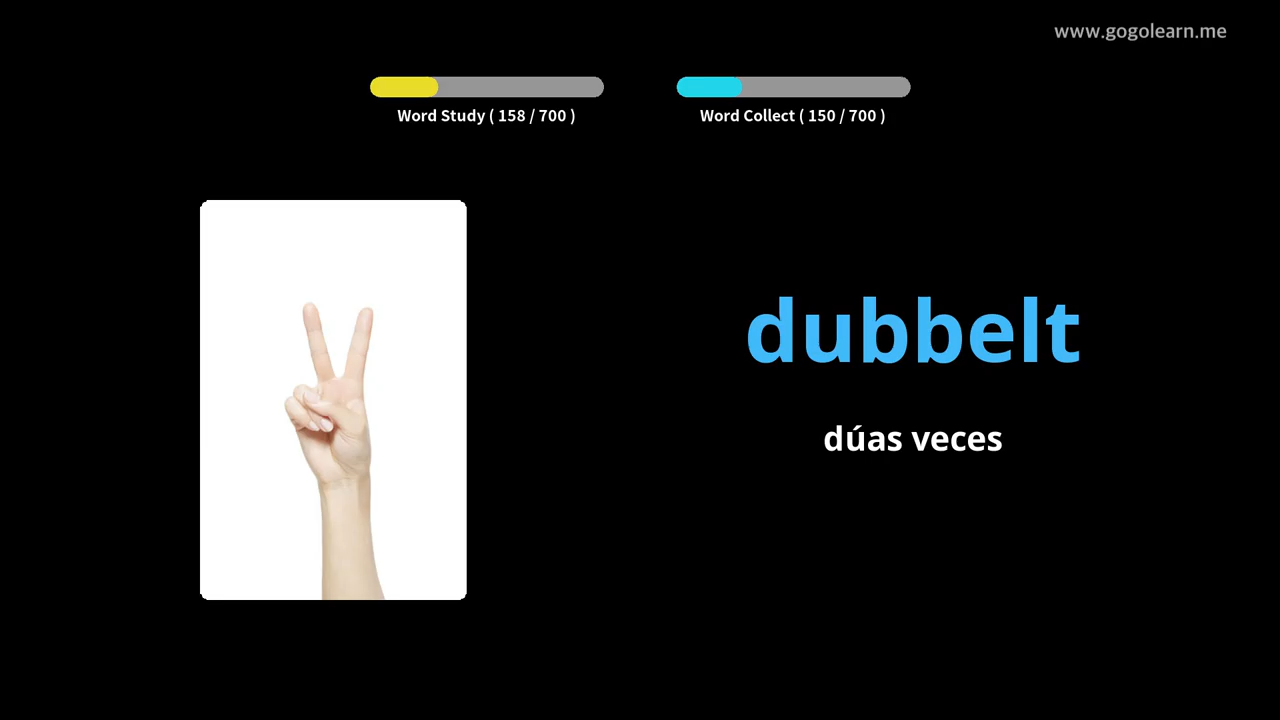 www.gogolearn.me
Word Study ( 158 / 700 )
Word Collect ( 150 / 700 )
dubbelt
dúas veces